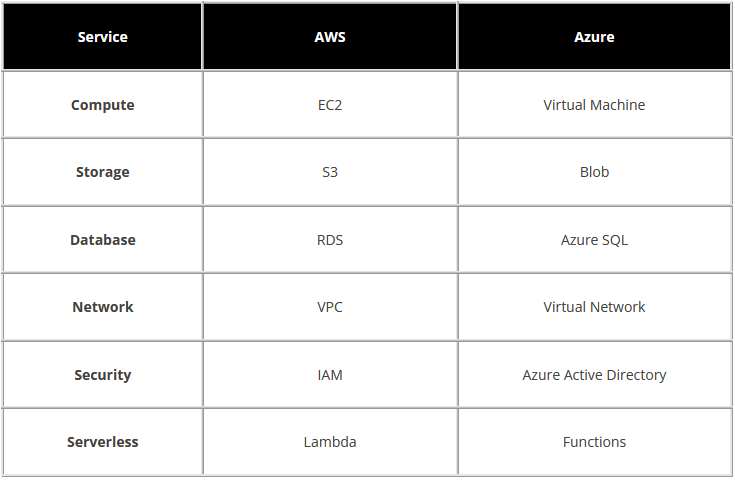 Service AWS Azure
Compute EC2 Virtual Machine
Storage S3 Blob
Database RDS Azure SQL
Network VPC Virtual Network
Security IAM Azure Active Directory
Serverless Lambda Functions